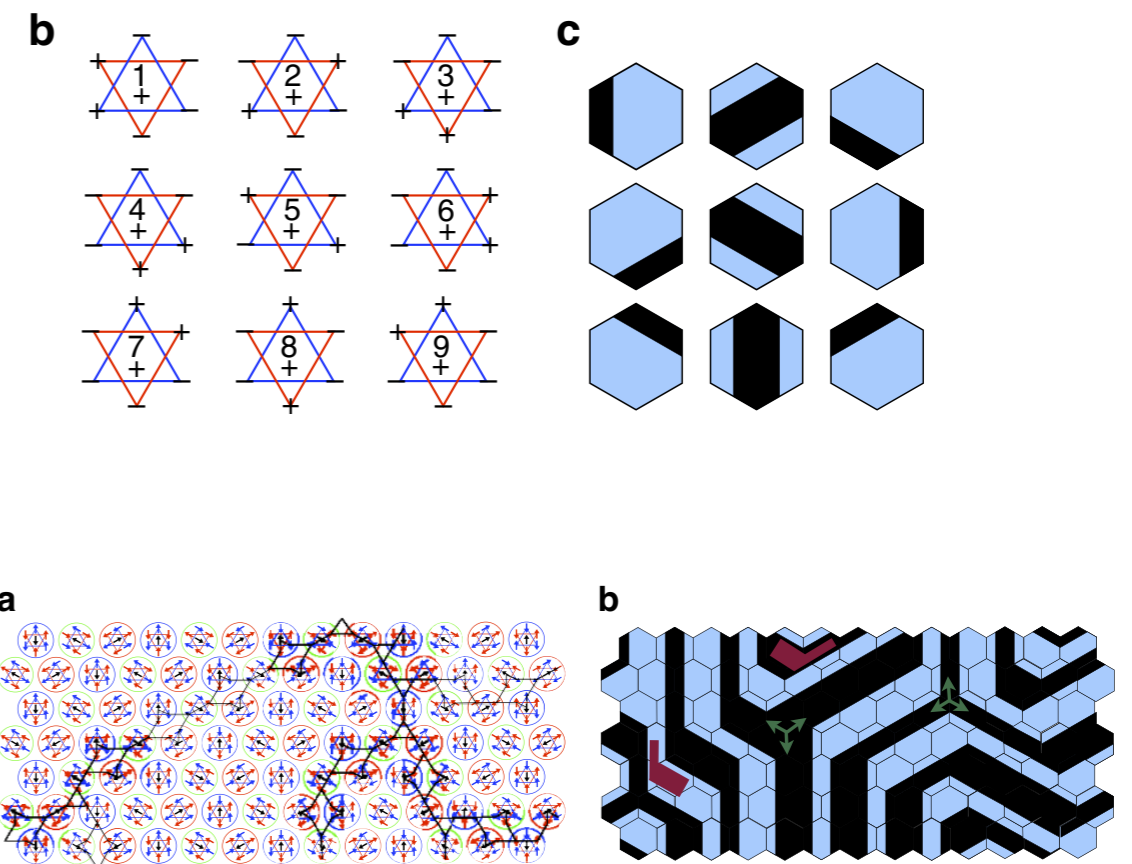 b
c
− − −
+ − − + − −
1 2 3
+ + +
+ − + − + −
− − +
− − −
− − + − − +
4 5 6
+ + +
− + − + − +
+ − −
+ + +
− + − − + −
7 8 9
+ + +
− − − − − −
− + −
a
b